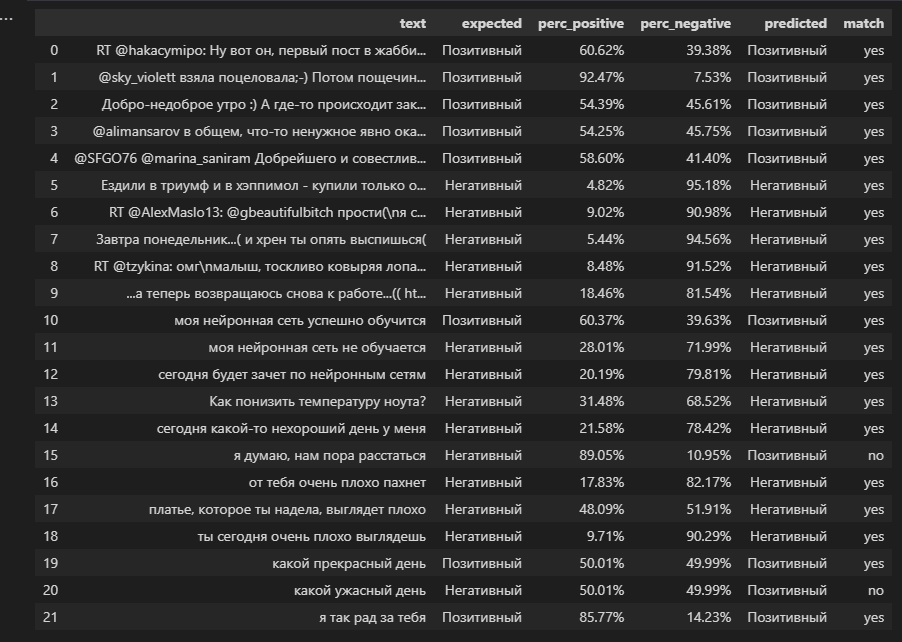 ...
text expected perc_positive perc_negative predicted match
0 RT @hakacymipo: Ну вот он, первый пост в жабби... Позитивный 60.62% 39.38% Позитивный yes
1 @sky_violett взяла поцеловала;-) Потом пощечин... Позитивный 92.47% 7.53% Позитивный yes
2 Добро-недоброе утро :) А где-то происходит зак... Позитивный 54.39% 45.61% Позитивный yes
3 @alimansarov в общем, что-то ненужное явно ока... Позитивный 54.25% 45.75% Позитивный yes
4 @SFGO76 @marina_saniram Добрейшего и совестлив... Позитивный 58.60% 41.40% Позитивный yes
5 Ездили в триумф и в хэппимол - купили только о... Негативный 4.82% 95.18% Негативный yes
6 RT @AlexMaslo13: @gbeautifulbitch прости(\nя с... Негативный 9.02% 90.98% Негативный yes
7 Завтра понедельник...( и хрен ты опять выспишься( Негативный 5.44% 94.56% Негативный yes
8 RT @tzykina: омг\nмалыш, тоскливо ковыряя лопа... Негативный 8.48% 91.52% Негативный yes
9 ...а теперь возвращаюсь снова к работе...(( ht... Негативный 18.46% 81.54% Негативный yes
10 моя нейронная сеть успешно обучится Позитивный 60.37% 39.63% Позитивный yes
11 моя нейронная сеть не обучается Негативный 28.01% 71.99% Негативный yes
12 сегодня будет зачет по нейронным сетям Негативный 20.19% 79.81% Негативный yes
13 Как понизить температуру ноута? Негативный 31.48% 68.52% Негативный yes
14 сегодня какой-то нехороший день у меня Негативный 21.58% 78.42% Негативный yes
15 я думаю, нам пора расстаться Негативный 89.05% 10.95% Позитивный no
16 от тебя очень плохо пахнет Негативный 17.83% 82.17% Негативный yes
17 платье, которое ты надела, выглядет плохо Негативный 48.09% 51.91% Негативный yes
18 ты сегодня очень плохо выглядешь Негативный 9.71% 90.29% Негативный yes
19 какой прекрасный день Позитивный 50.01% 49.99% Позитивный yes
20 какой ужасный день Негативный 50.01% 49.99% Позитивный no
21 я так рад за тебя Позитивный 85.77% 14.23% Позитивный yes